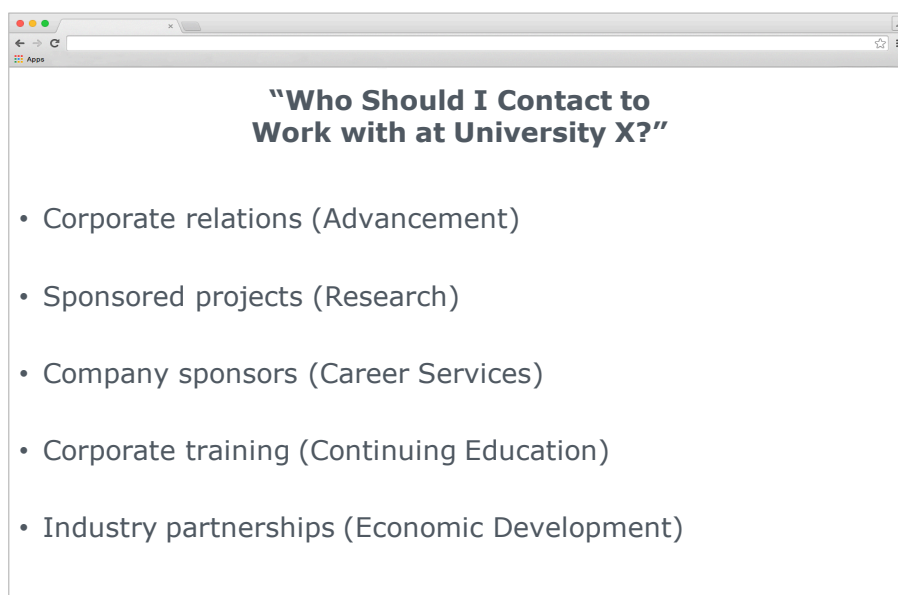 Apps
“Who Should I Contact to
Work with at University X?”
• Corporate relations (Advancement)
• Sponsored projects (Research)
• Company sponsors (Career Services)
• Corporate training (Continuing Education)
• Industry partnerships (Economic Development)